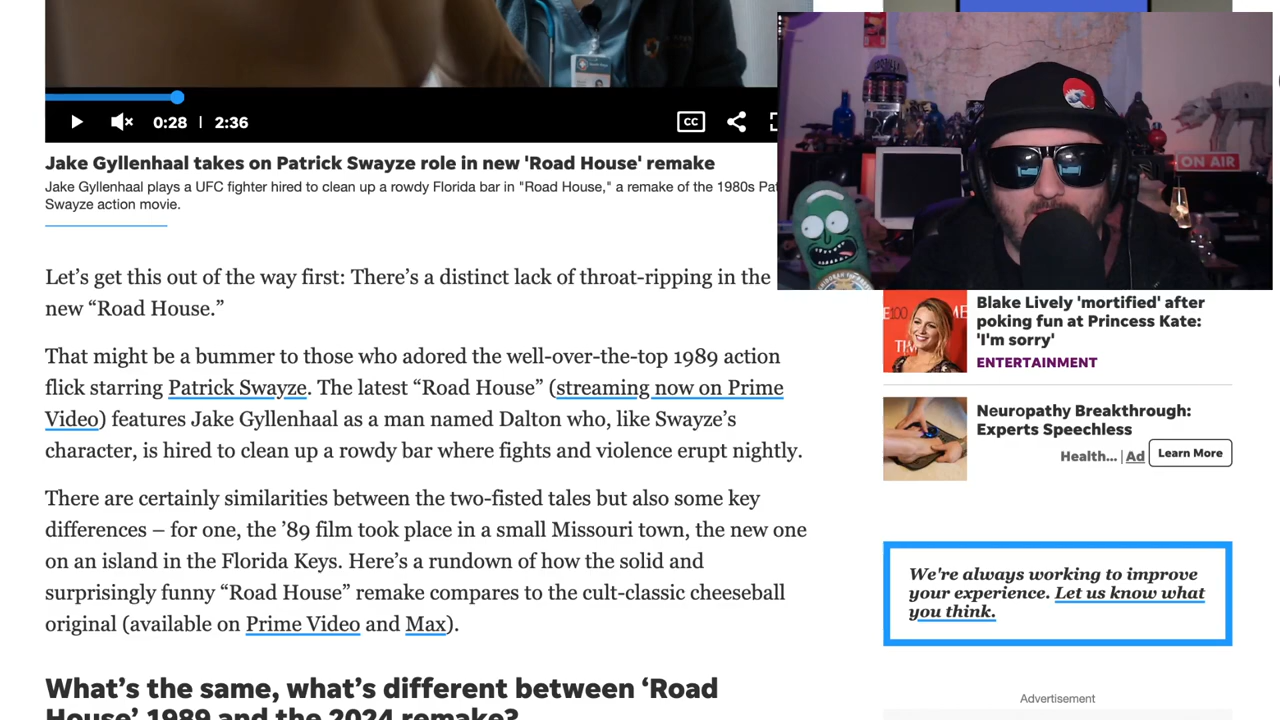 0:28 | 2:36
CC
Jake Gyllenhaal takes on Patrick Swayze role in new 'Road House' remake
Jake Gyllenhaal plays a UFC fighter hired to clean up a rowdy Florida bar in "Road House," a remake of the 1980s
Swayze action movie.
Let’s get this out of the way first: There’s a distinct lack of throat-ripping in the
new “Road House.”
That might be a bummer to those who adored the well-over-the-top 1989 action
flick starring Patrick Swayze. The latest “Road House” (streaming now on Prime
Video) features Jake Gyllenhaal as a man named Dalton who, like Swayze’s
character, is hired to clean up a rowdy bar where fights and violence erupt nightly.
There are certainly similarities between the two-fisted tales but also some key
differences – for one, the ’89 film took place in a small Missouri town, the new one
on an island in the Florida Keys. Here’s a rundown of how the solid and
surprisingly funny “Road House” remake compares to the cult-classic cheeseball
original (available on Prime Video and Max).
What’s the same, what’s different between ‘Road
House’ 1989 and the 2024 remake?
ON AIR
Blake Lively 'mortified' after
poking fun at Princess Kate:
'I'm sorry'
ENTERTAINMENT
Neuropathy Breakthrough:
Experts Speechless
Health... | Ad
Learn More
We're always working to improve
your experience. Let us know what
you think.
Advertisement